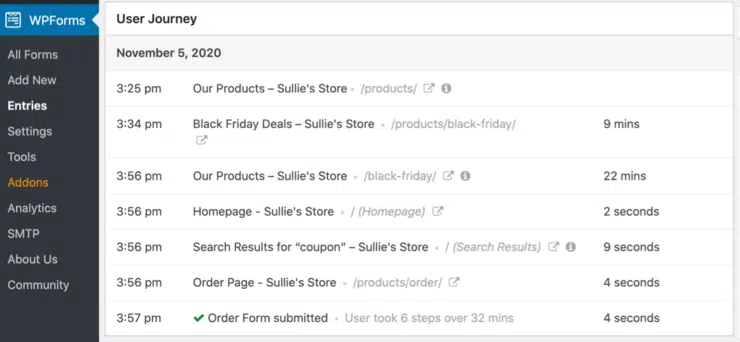 WPForms
All Forms
Add New
Entries
Settings
Tools
Addons
Analytics
SMTP
About Us
Community
User Journey
November 5, 2020
3:25 pm Our Products – Sullie's Store • /products/
3:34 pm Black Friday Deals – Sullie's Store • /products/black-friday/ 9 mins
3:56 pm Our Products – Sullie's Store • /black-friday/ 22 mins
3:56 pm Homepage - Sullie's Store • / (Homepage) 2 seconds
3:56 pm Search Results for “coupon” – Sullie's Store • / (Search Results) 9 seconds
3:56 pm Order Page - Sullie's Store • /products/order/ 4 seconds
3:57 pm ✔ Order Form submitted • User took 6 steps over 32 mins 4 seconds